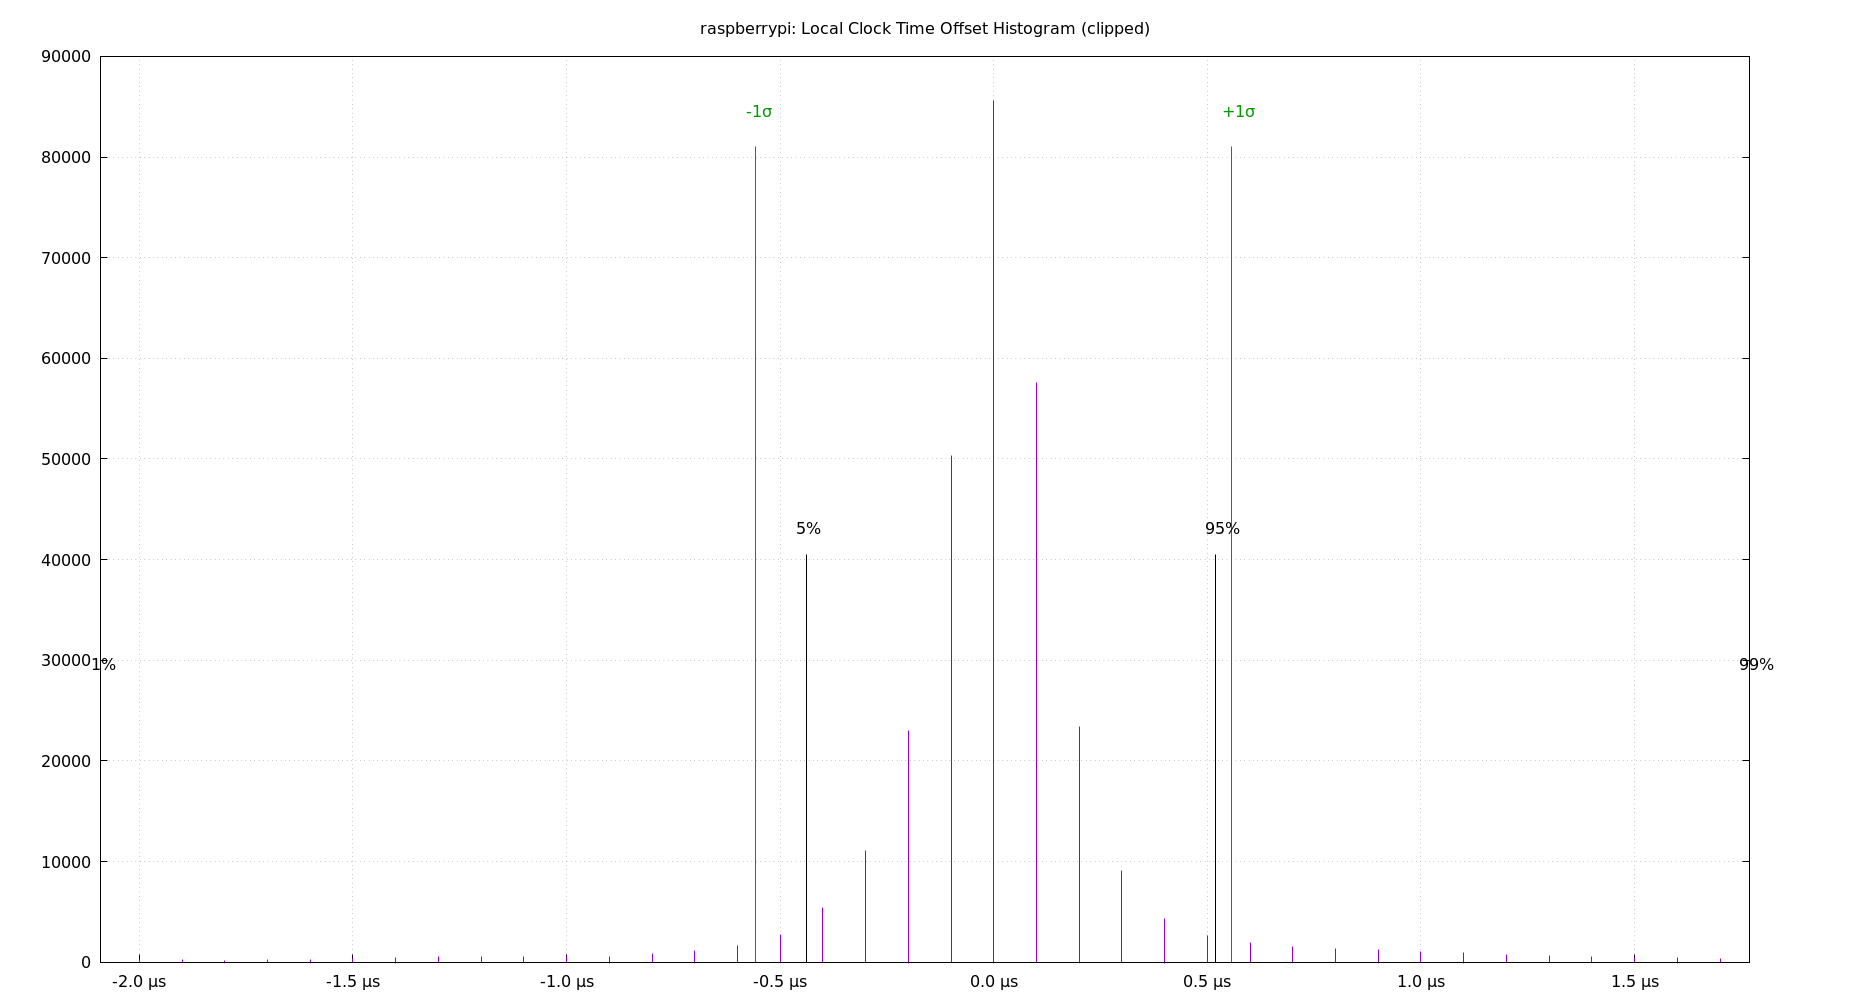 raspberrypi: Local Clock Time Offset Histogram (clipped)
90000
-1σ +1σ
80000
70000
60000
50000
5% 95%
40000
30000 1% 99%
20000
10000
0
-2.0 µs -1.5 µs -1.0 µs -0.5 µs 0.0 µs 0.5 µs 1.0 µs 1.5 µs